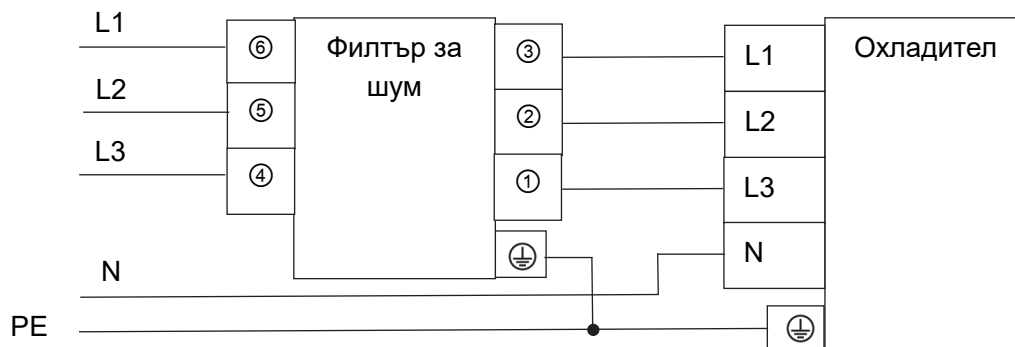 L1
L2
L3
N
PE
⑥
⑤
④
Филтър за
шум
③
②
①
L1
L2
L3
N
Охладител